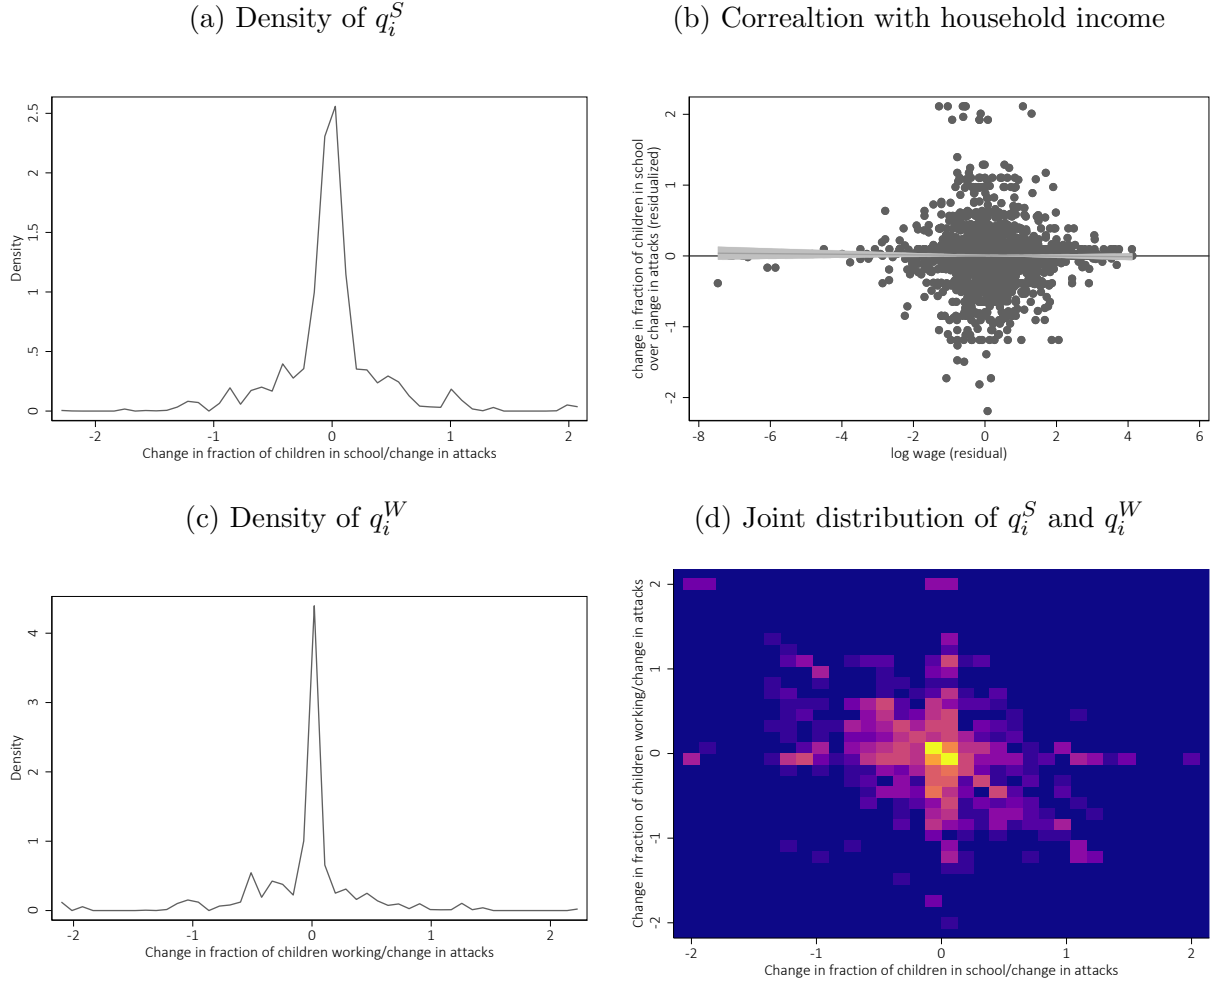 (a) Density of $q_i^S$
2.5
2
1.5
1
.5
0
Density
-2 -1 0 1 2
Change in fraction of children in school/change in attacks
(b) Correaltion with household income
2
1
0
-1
-2
change in fraction of children in school
over change in attacks (residualized)
-8 -6 -4 -2 0 2 4 6
log wage (residual)
(c) Density of $q_i^W$
4
3
2
1
0
Density
-2 -1 0 1 2
Change in fraction of children working/change in attacks
(d) Joint distribution of $q_i^S$ and $q_i^W$
2
1
0
-1
-2
Change in fraction of children working/change in attacks
-2 -1 0 1 2
Change in fraction of children in school/change in attacks